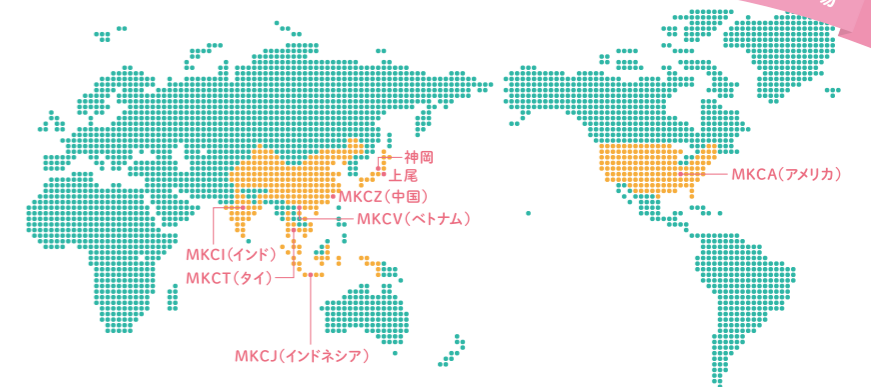 神岡
上尾
MKCZ(中国)
MKCV(ベトナム)
MKCA(アメリカ)
MKCI(インド)
MKCT(タイ)
MKCJ(インドネシア)